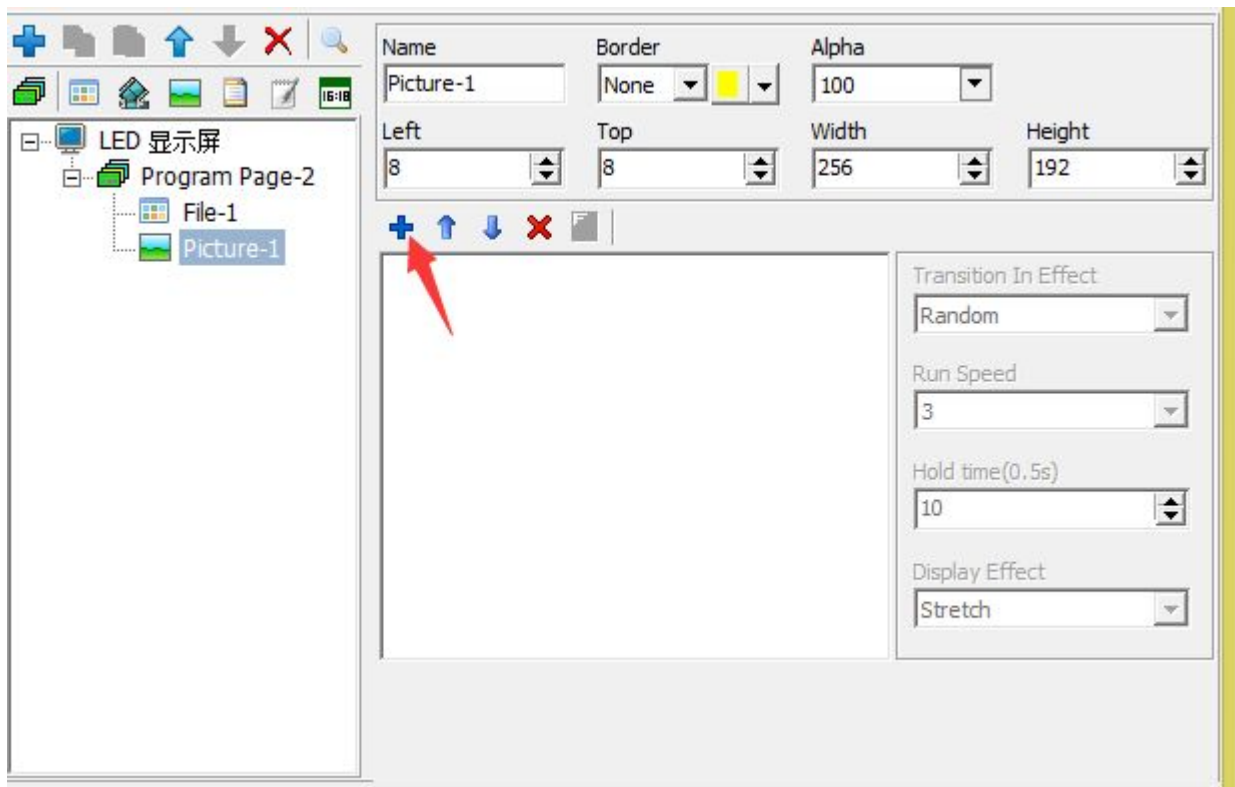 Name Border Alpha
Picture-1 None 100
16:18
LED 显示屏
Left Top Width Height
Program Page-2
8 8 256 192
File-1
Picture-1
Transition In Effect
Random
Run Speed
3
Hold time(0.5s)
10
Display Effect
Stretch